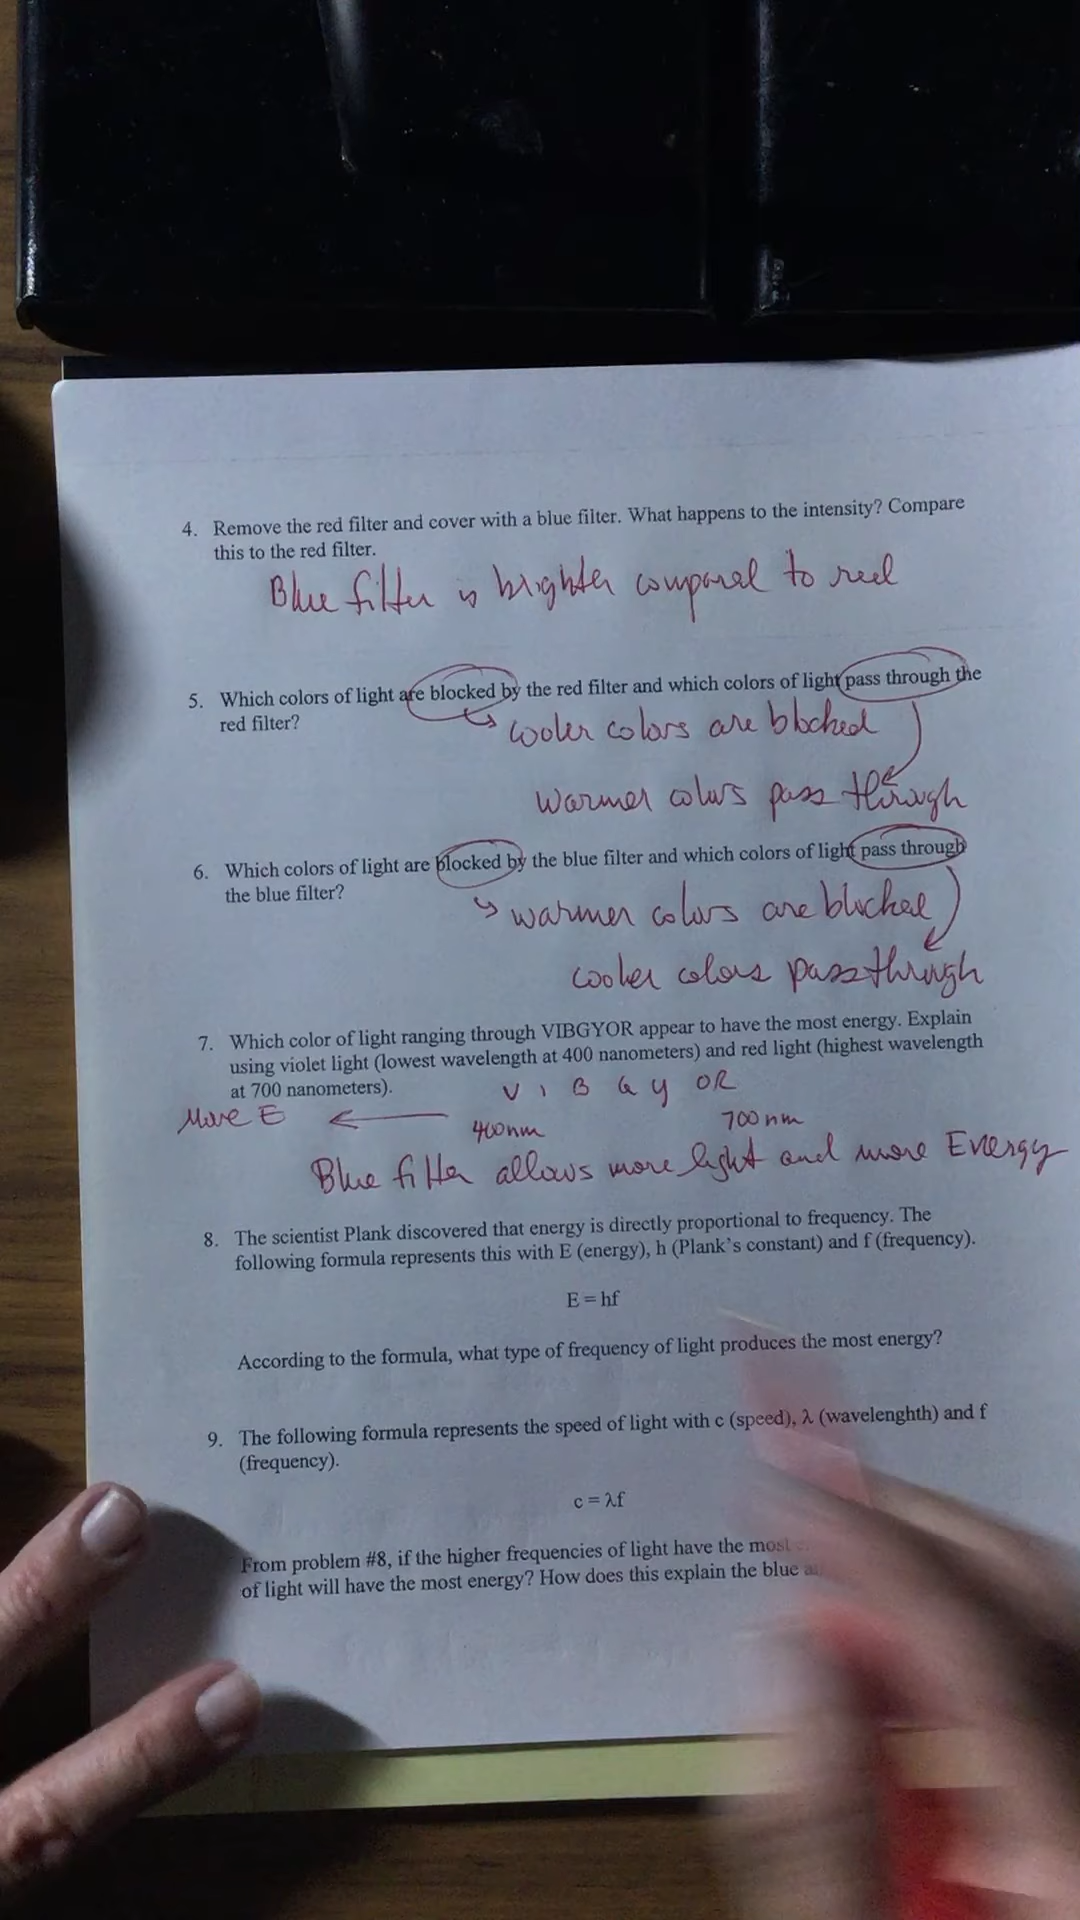 4. Remove the red filter and cover with a blue filter. What happens to the intensity? Compare
this to the red filter.
Blue filter is brighter compared to red
5. Which colors of light are blocked by the red filter and which colors of light pass through the
red filter?
cooler colors are blocked
warmer colors pass through
6. Which colors of light are blocked by the blue filter and which colors of light pass through
the blue filter?
warmer colors are blocked
cooler colors pass through
7. Which color of light ranging through VIBGYOR appear to have the most energy. Explain
using violet light (lowest wavelength at 400 nanometers) and red light (highest wavelength
at 700 nanometers).
V I B G Y OR
More E
400nm
700nm
Blue filter allows more light and more Energy
8. The scientist Plank discovered that energy is directly proportional to frequency. The
following formula represents this with E (energy), h (Plank's constant) and f (frequency).
E = hf
According to the formula, what type of frequency of light produces the most energy?
9. The following formula represents the speed of light with c (speed), λ (wavelenghth) and f
(frequency).
c = λf
From problem #8, if the higher frequencies of light have the most
of light will have the most energy? How does this explain the blue